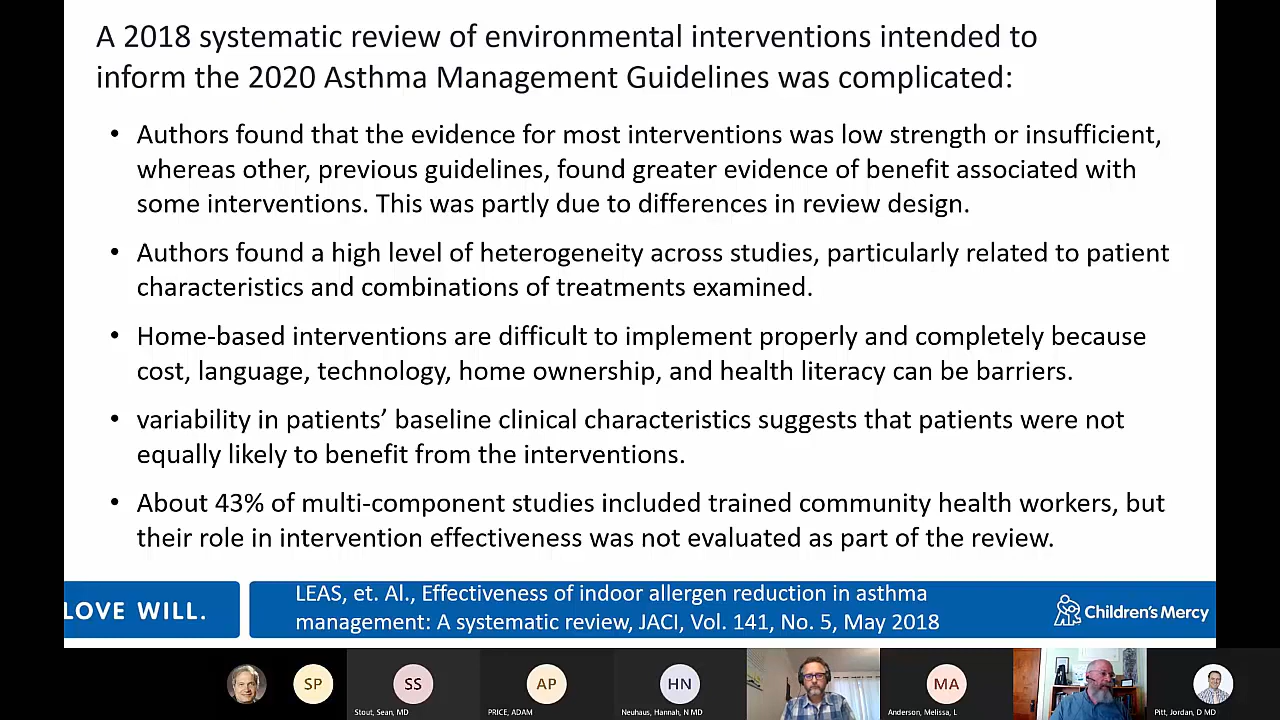 A 2018 systematic review of environmental interventions intended to
inform the 2020 Asthma Management Guidelines was complicated:
• Authors found that the evidence for most interventions was low strength or insufficient,
whereas other, previous guidelines, found greater evidence of benefit associated with
some interventions. This was partly due to differences in review design.
• Authors found a high level of heterogeneity across studies, particularly related to patient
characteristics and combinations of treatments examined.
• Home-based interventions are difficult to implement properly and completely because
cost, language, technology, home ownership, and health literacy can be barriers.
• variability in patients’ baseline clinical characteristics suggests that patients were not
equally likely to benefit from the interventions.
• About 43% of multi-component studies included trained community health workers, but
their role in intervention effectiveness was not evaluated as part of the review.
LOVE WILL.
LEAS, et. Al., Effectiveness of indoor allergen reduction in asthma
management: A systematic review, JACI, Vol. 141, No. 5, May 2018
Children's Mercy
SP
SS
AP
HN
MA
Stout, Sean, MD
PRICE, ADAM
Neuhaus, Hannah, N MD
Anderson, Melissa, L
Pitt, Jordan, D MD